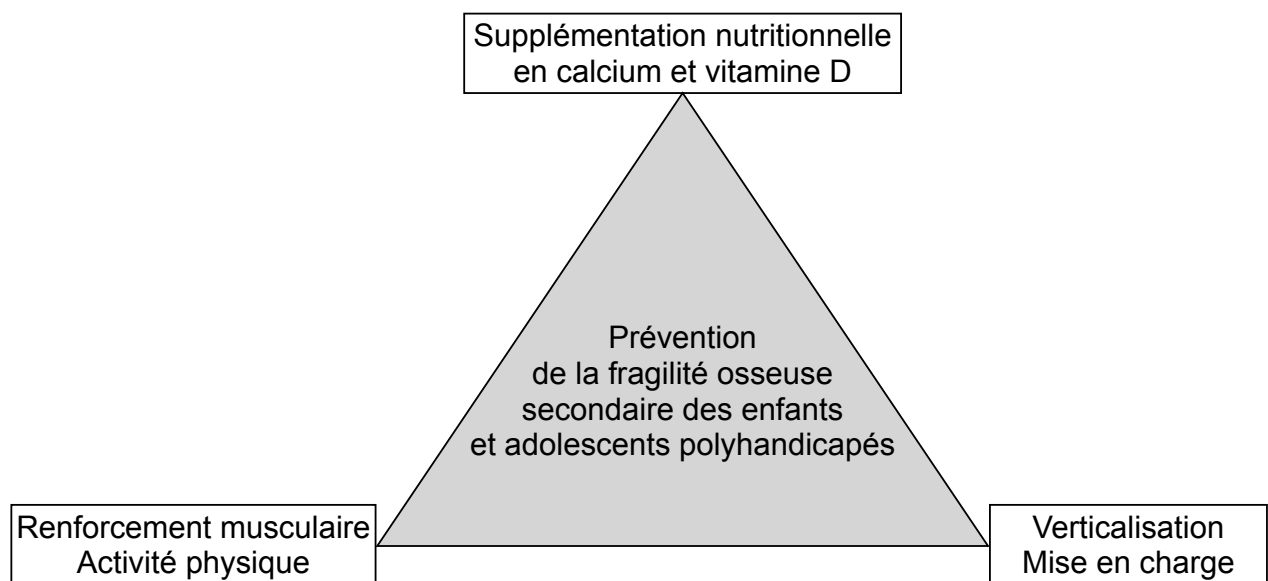 Supplémentation nutritionnelle
en calcium et vitamine D
Prévention
de la fragilité osseuse
secondaire des enfants
et adolescents polyhandicapés
Renforcement musculaire
Activité physique
Verticalisation
Mise en charge